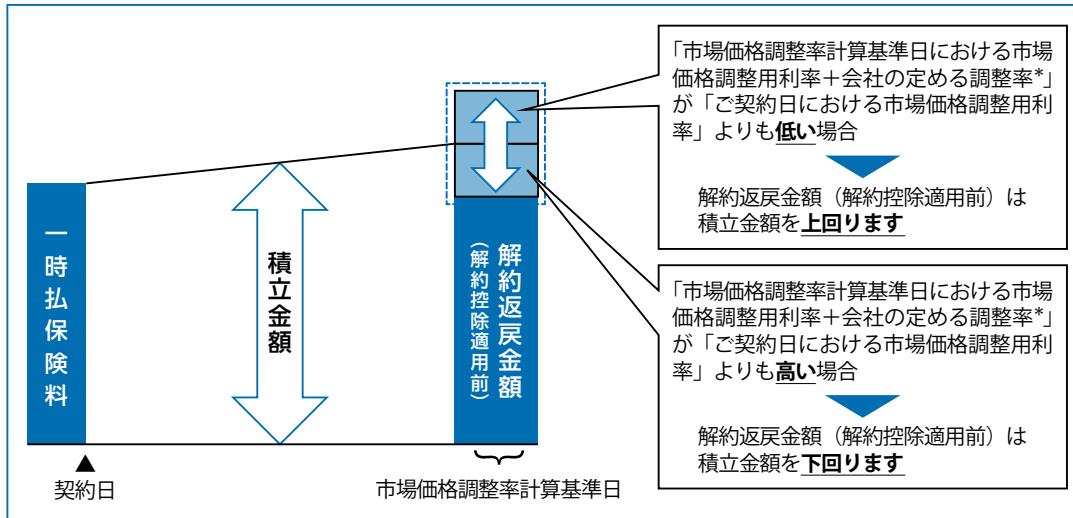 「市場価格調整率計算基準日における市場
価格調整用利率＋会社の定める調整率*」
が「ご契約日における市場価格調整用利
率」よりも低い場合
解約返戻金額（解約控除適用前）は
積立金額を上回ります
一時払保険料
積立金額
解約返戻金額
（解約控除適用前）
「市場価格調整率計算基準日における市場
価格調整用利率＋会社の定める調整率*」
が「ご契約日における市場価格調整用利
率」よりも高い場合
解約返戻金額（解約控除適用前）は
積立金額を下回ります
契約日
市場価格調整率計算基準日